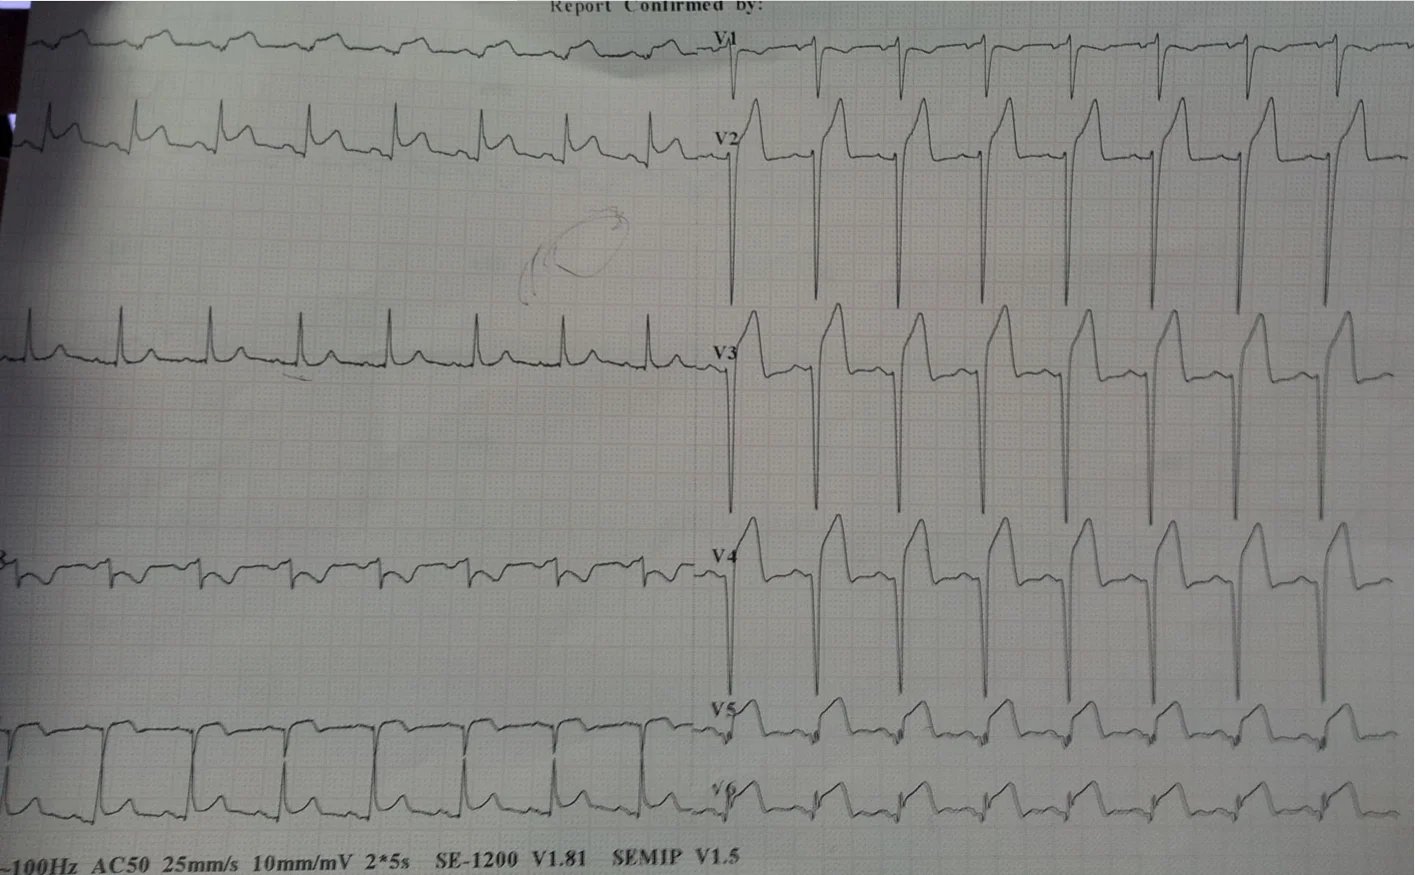 Report Confirmed by:
V1
V2
V3
V4
V5
V6
~100Hz AC50 25mm/s 10mm/mV 2*5s SE-1200 V1.81 SEMIP V1.5